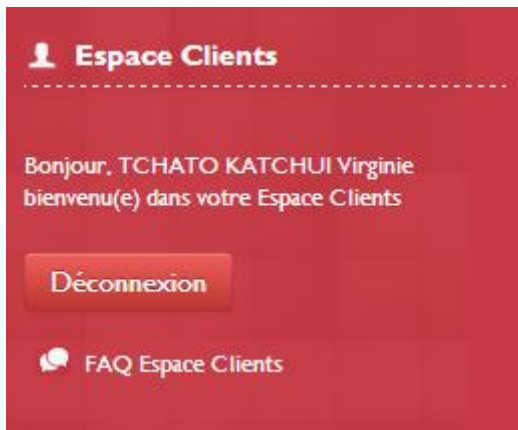 Espace Clients
Bonjour, TCHATO KATCHUI Virginie
bienvenu(e) dans votre Espace Clients
Déconnexion
FAQ Espace Clients